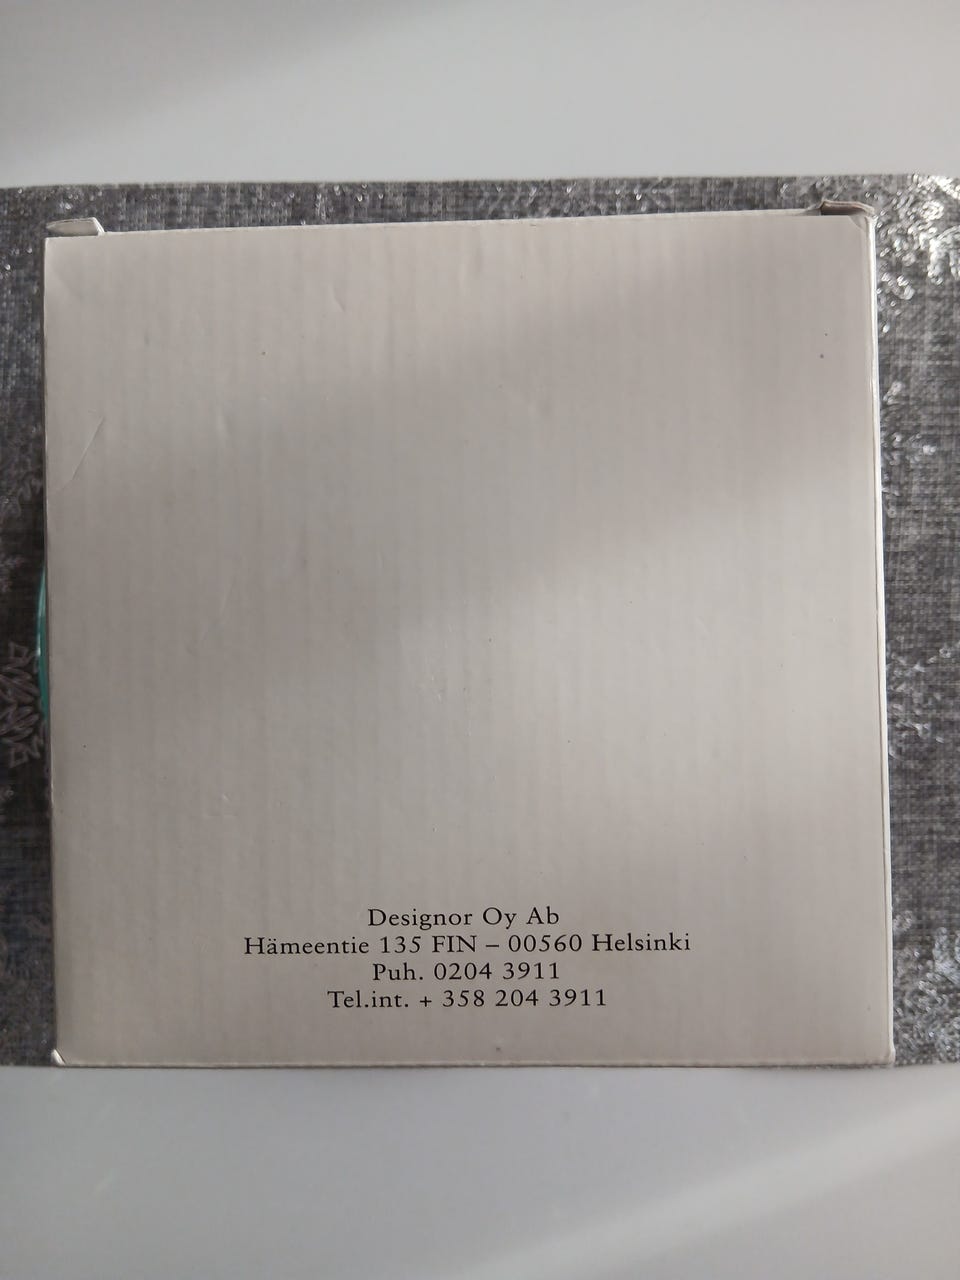 Designor Oy Ab
Hämeentie 135 FIN – 00560 Helsinki
Puh. 0204 3911
Tel.int. + 358 204 3911